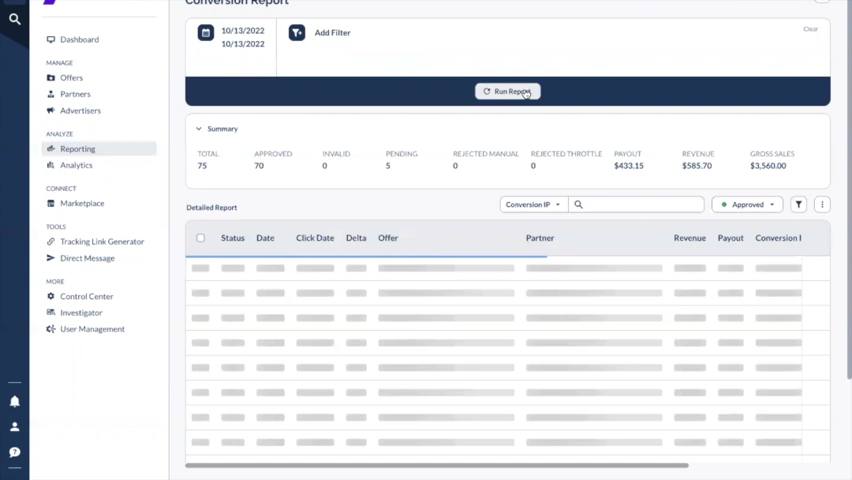 Conversion Report
10/13/2022
10/13/2022
Add Filter
Clear
Run Report
Dashboard
MANAGE
Offers
Partners
Advertisers
ANALYZE
Reporting
Analytics
CONNECT
Marketplace
TOOLS
Tracking Link Generator
Direct Message
MORE
Control Center
Investigator
User Management
Summary
TOTAL APPROVED INVALID PENDING REJECTED MANUAL REJECTED THROTTLE PAYOUT REVENUE GROSS SALES
75 70 0 5 0 0 $433.15 $585.70 $3,560.00
Detailed Report
Conversion IP
Approved
Status Date Click Date Delta Offer Partner Revenue Payout Conversion I